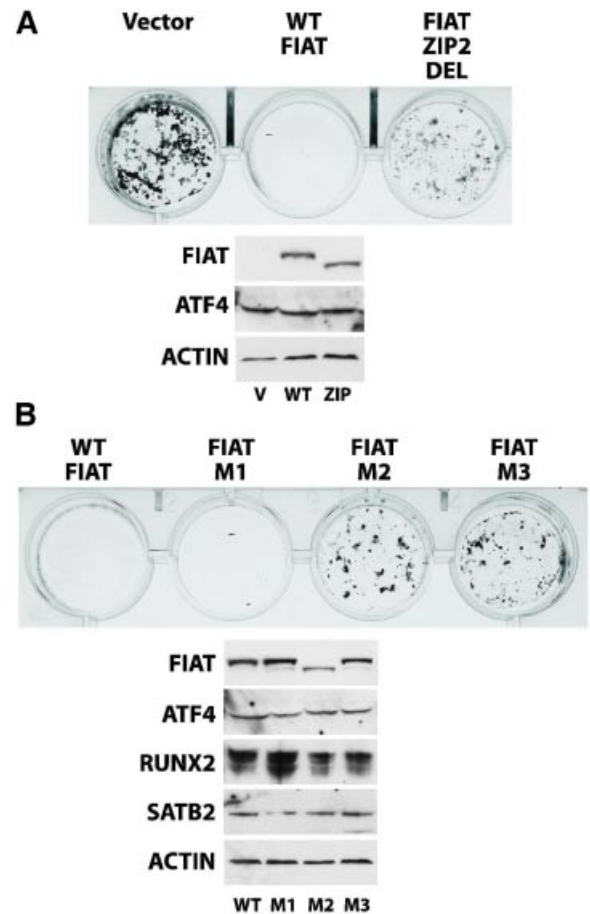 A
Vector
WT
FIAT
FIAT
ZIP2
DEL
FIAT
ATF4
ACTIN
V WT ZIP
B
WT
FIAT
FIAT
M1
FIAT
M2
FIAT
M3
FIAT
ATF4
RUNX2
SATB2
ACTIN
WT M1 M2 M3